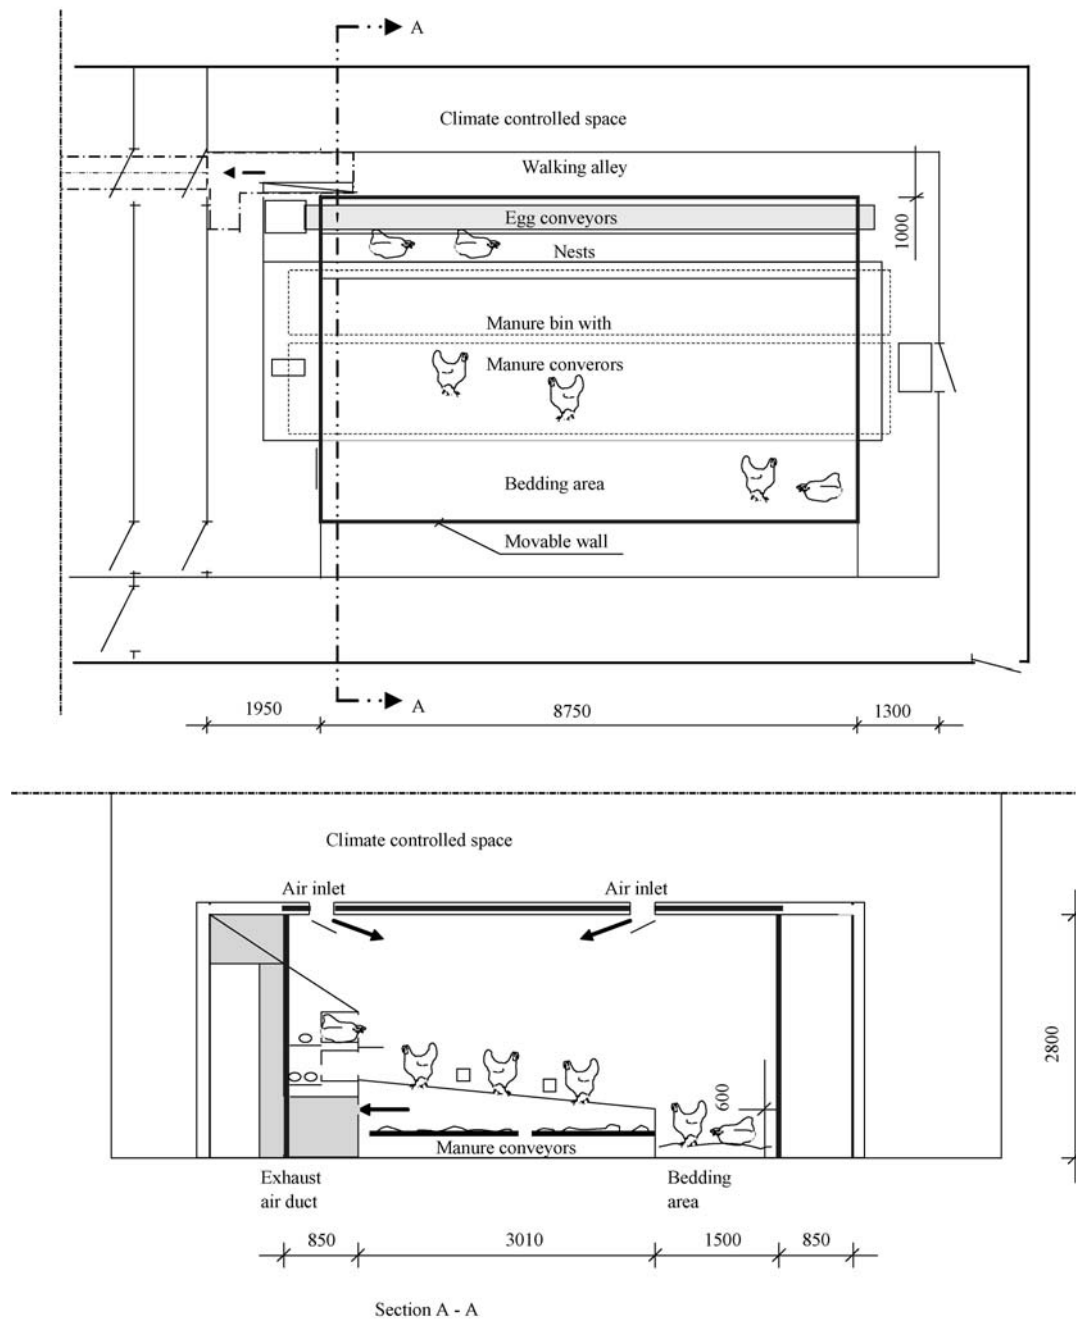 A
Climate controlled space
Walking alley
Egg conveyors
1000
Nests
Manure bin with
Manure converors
Bedding area
Movable wall
A
1950
8750
1300
Climate controlled space
Air inlet
Air inlet
2800
600
Manure conveyors
Exhaust
air duct
Bedding
area
850
3010
1500
850
Section A - A